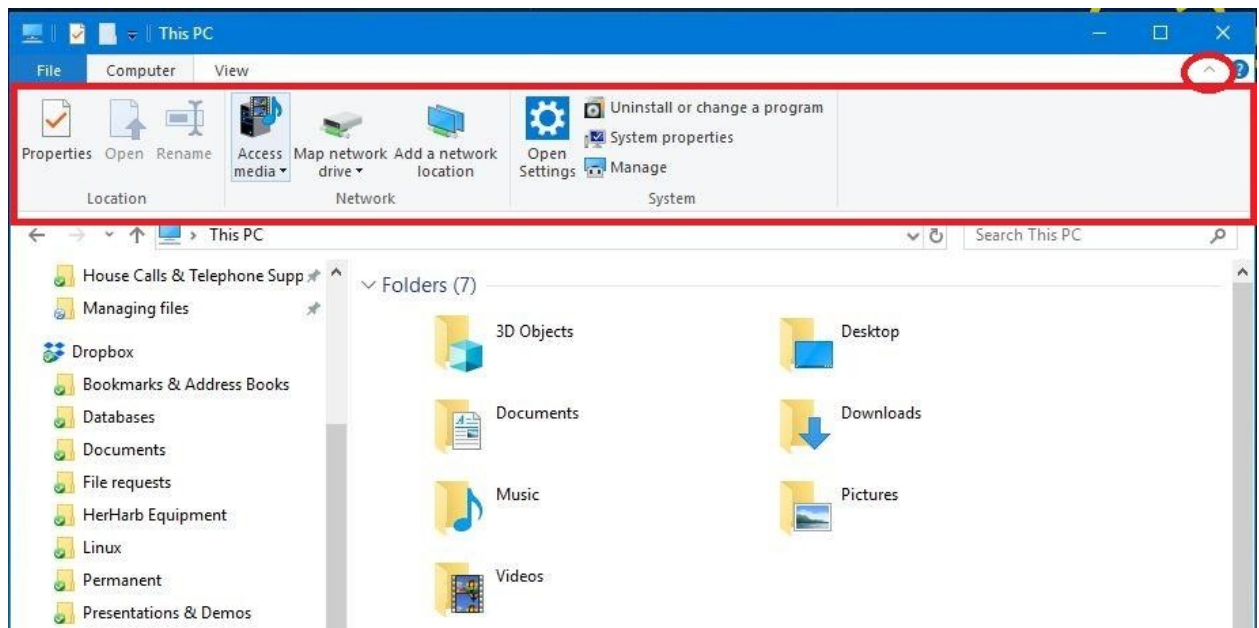 This PC
File Computer View
Properties Open Rename Access media Map network drive Add a network location Open Settings Uninstall or change a program
System properties
Manage
Location Network System
This PC Search This PC
House Calls & Telephone Supp
Managing files
Dropbox
Bookmarks & Address Books
Databases
Documents
File requests
HerHarb Equipment
Linux
Permanent
Presentations & Demos
Folders (7)
3D Objects Desktop
Documents Downloads
Music Pictures
Videos